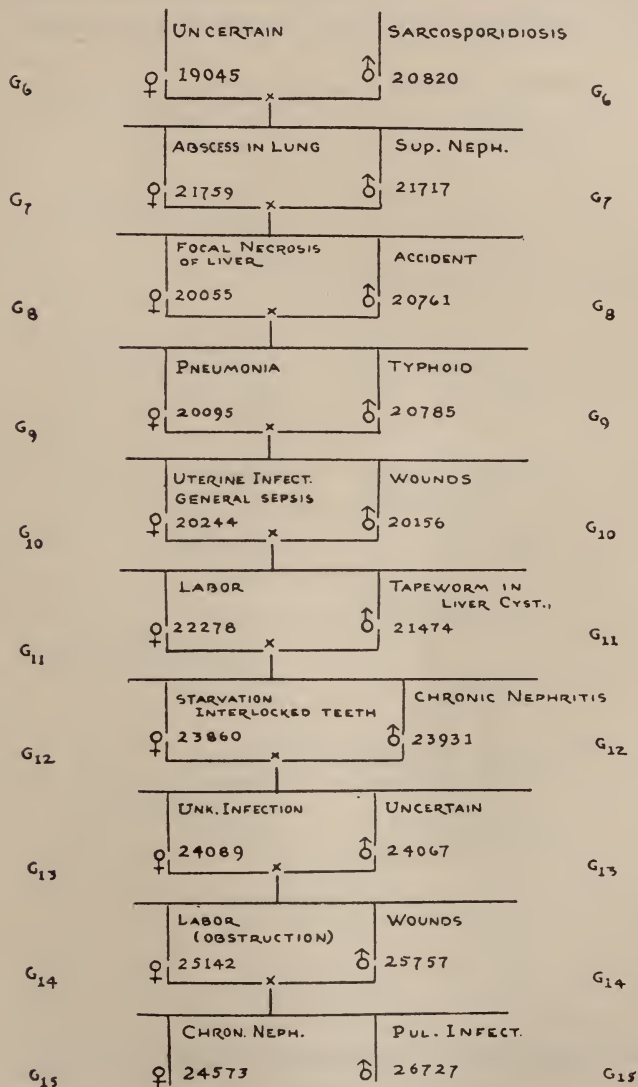 UNCERTAIN SARCOSPORIDIOSIS
G6 ♀ 19045 × ♂ 20820 G6
ABSCESS IN LUNG SUP. NEPH.
G7 ♀ 21759 × ♂ 21717 G7
FOCAL NECROSIS
OF LIVER ACCIDENT
G8 ♀ 20055 × ♂ 20761 G8
PNEUMONIA TYPHOID
G9 ♀ 20095 × ♂ 20785 G9
UTERINE INFECT. WOUNDS
GENERAL SEPSIS
G10 ♀ 20244 × ♂ 20156 G10
LABOR TAPEWORM IN
LIVER CYST.,
G11 ♀ 22278 × ♂ 21474 G11
STARVATION CHRONIC NEPHRITIS
INTERLOCKED TEETH
G12 ♀ 23860 × ♂ 23931 G12
UNK. INFECTION UNCERTAIN
G13 ♀ 24089 × ♂ 24067 G13
LABOR WOUNDS
(OBSTRUCTION)
G14 ♀ 25142 × ♂ 25757 G14
CHRON. NEPH. PUL. INFECT.
G15 ♀ 24573 ♂ 26727 G15